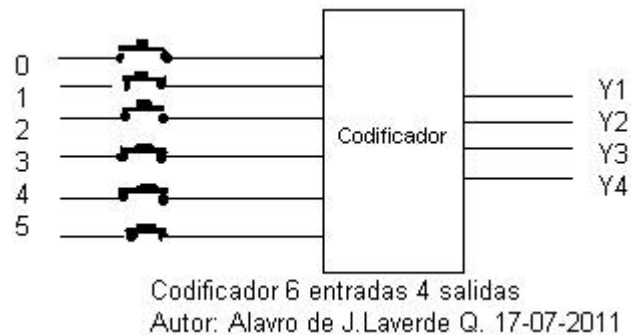 0
1
2
3
4
5
Codificador
Y1
Y2
Y3
Y4
Codificador 6 entradas 4 salidas
Autor: Alavro de J.Laverde Q. 17-07-2011